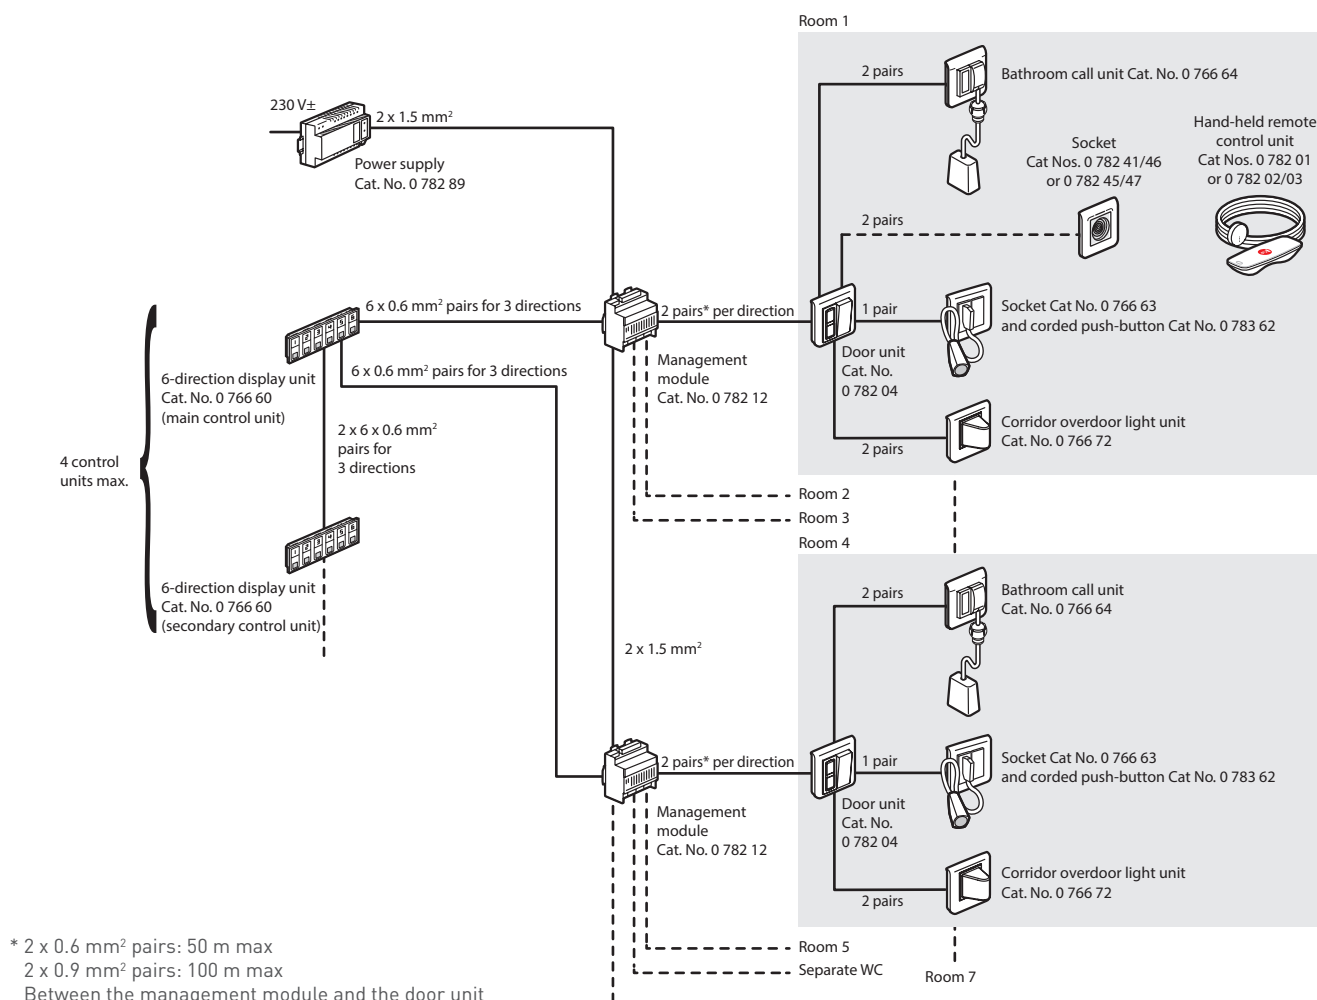 Room 1
2 pairs
Bathroom call unit Cat. No. 0 766 64
230 V±
2 x 1.5 mm²
Power supply
Cat. No. 0 782 89
Socket
Cat Nos. 0 782 41/46
or 0 782 45/47
Hand-held remote
control unit
Cat Nos. 0 782 01
or 0 782 02/03
2 pairs
6 x 0.6 mm² pairs for 3 directions
2 pairs* per direction
1 pair
Socket Cat No. 0 766 63
and corded push-button Cat No. 0 783 62
1 2 3 4 5 6
6-direction display unit
Cat. No. 0 766 60
(main control unit)
6 x 0.6 mm² pairs for 3 directions
Management
module
Cat. No. 0 782 12
Door unit
Cat. No.
0 782 04
Corridor overdoor light unit
Cat. No. 0 766 72
2 pairs
2 x 6 x 0.6 mm²
pairs for
3 directions
4 control
units max.
Room 2
Room 3
Room 4
1 2 3 4 5 6
6-direction display unit
Cat. No. 0 766 60
(secondary control unit)
2 pairs
Bathroom call unit
Cat. No. 0 766 64
2 x 1.5 mm²
2 pairs* per direction
1 pair
Socket Cat No. 0 766 63
and corded push-button Cat No. 0 783 62
Management
module
Cat. No. 0 782 12
Door unit
Cat. No.
0 782 04
Corridor overdoor light unit
Cat. No. 0 766 72
2 pairs
Room 5
Separate WC
Room 7
* 2 x 0.6 mm² pairs: 50 m max
2 x 0.9 mm² pairs: 100 m max
Between the management module and the door unit